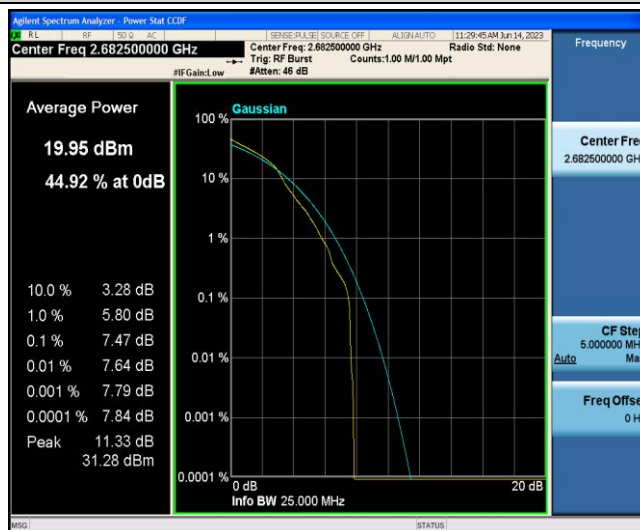 Agilent Spectrum Analyzer - Power Stat CCDF
RL RF 50 Ω AC SENSE:PULSE SOURCE OFF ALIGN AUTO 11:29:45 AM Jun 14, 2023
Center Freq 2.682500000 GHz
Center Freq: 2.682500000 GHz Radio Std: None
Trig: RF Burst Counts:1.00 M/1.00 Mpt
#IFGain:Low #Atten: 46 dB
Frequency
Average Power
19.95 dBm
44.92 % at 0dB
10.0 % 3.28 dB
1.0 % 5.80 dB
0.1 % 7.47 dB
0.01 % 7.64 dB
0.001 % 7.79 dB
0.0001 % 7.84 dB
Peak 11.33 dB
31.28 dBm
Gaussian
100 %
10 %
1 %
0.1 %
0.01 %
0.001 %
0.0001 %
0 dB 20 dB
Info BW 25.000 MHz
Center Fre
2.682500000 GH
CF Ste
5.000000 MH
Auto Ma
Freq Offse
0 H
MSG STATUS